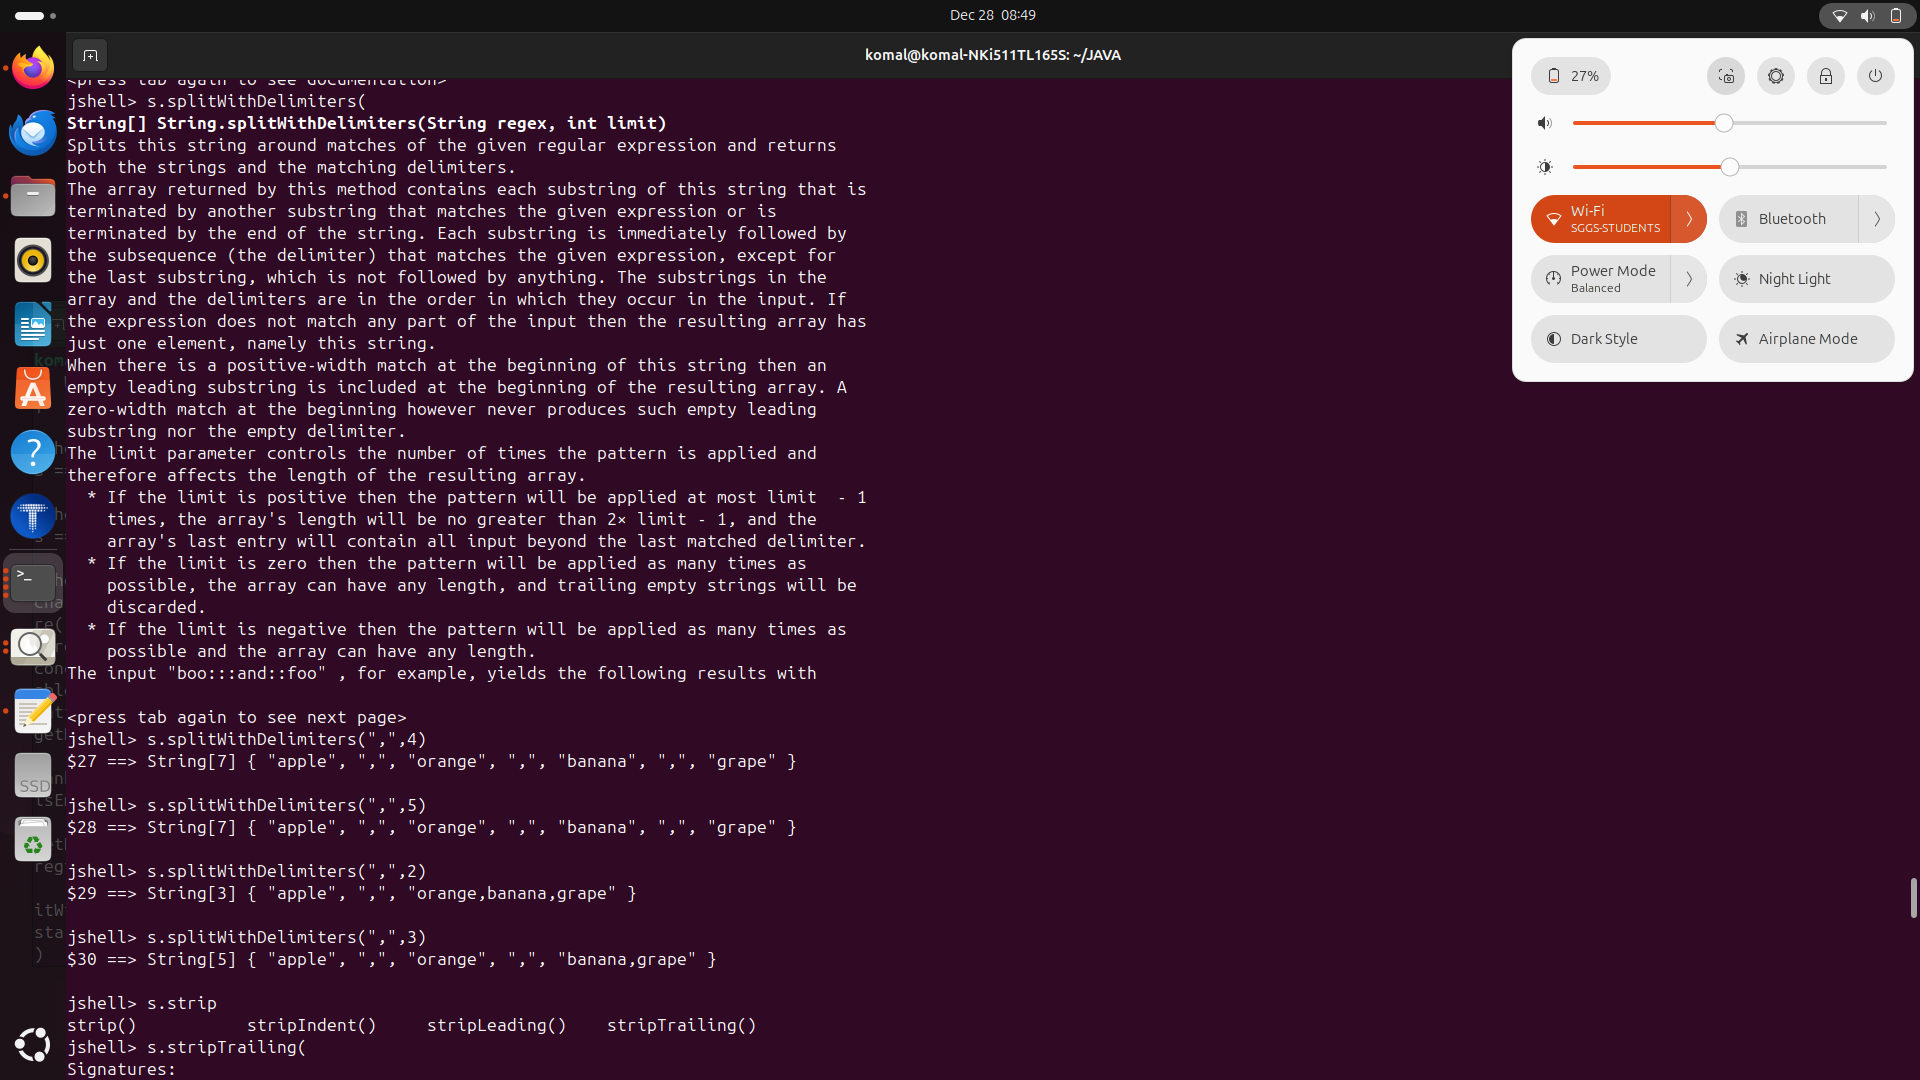 Dec 28 08:49
komal@komal-NKi511TL165S: ~/JAVA
<press tab again to see documentation>
jshell> s.splitWithDelimiters(
String[] String.splitWithDelimiters(String regex, int limit)
Splits this string around matches of the given regular expression and returns
both the strings and the matching delimiters.
The array returned by this method contains each substring of this string that is
terminated by another substring that matches the given expression or is
terminated by the end of the string. Each substring is immediately followed by
the subsequence (the delimiter) that matches the given expression, except for
the last substring, which is not followed by anything. The substrings in the
array and the delimiters are in the order in which they occur in the input. If
the expression does not match any part of the input then the resulting array has
just one element, namely this string.
When there is a positive-width match at the beginning of this string then an
empty leading substring is included at the beginning of the resulting array. A
zero-width match at the beginning however never produces such empty leading
substring nor the empty delimiter.
The limit parameter controls the number of times the pattern is applied and
therefore affects the length of the resulting array.
* If the limit is positive then the pattern will be applied at most limit  - 1
times, the array's length will be no greater than 2× limit - 1, and the
array's last entry will contain all input beyond the last matched delimiter.
* If the limit is zero then the pattern will be applied as many times as
possible, the array can have any length, and trailing empty strings will be
discarded.
* If the limit is negative then the pattern will be applied as many times as
possible and the array can have any length.
The input "boo:::and::foo" , for example, yields the following results with
<press tab again to see next page>
jshell> s.splitWithDelimiters(",",4)
$27 ==> String[7] { "apple", ",", "orange", ",", "banana", ",", "grape" }
jshell> s.splitWithDelimiters(",",5)
$28 ==> String[7] { "apple", ",", "orange", ",", "banana", ",", "grape" }
jshell> s.splitWithDelimiters(",",2)
$29 ==> String[3] { "apple", ",", "orange,banana,grape" }
jshell> s.splitWithDelimiters(",",3)
$30 ==> String[5] { "apple", ",", "orange", ",", "banana,grape" }
jshell> s.strip
strip() stripIndent() stripLeading() stripTrailing()
jshell> s.stripTrailing(
Signatures:
27%
Wi-Fi
SGGS-STUDENTS
Bluetooth
Power Mode
Balanced
Night Light
Dark Style
Airplane Mode
SSD